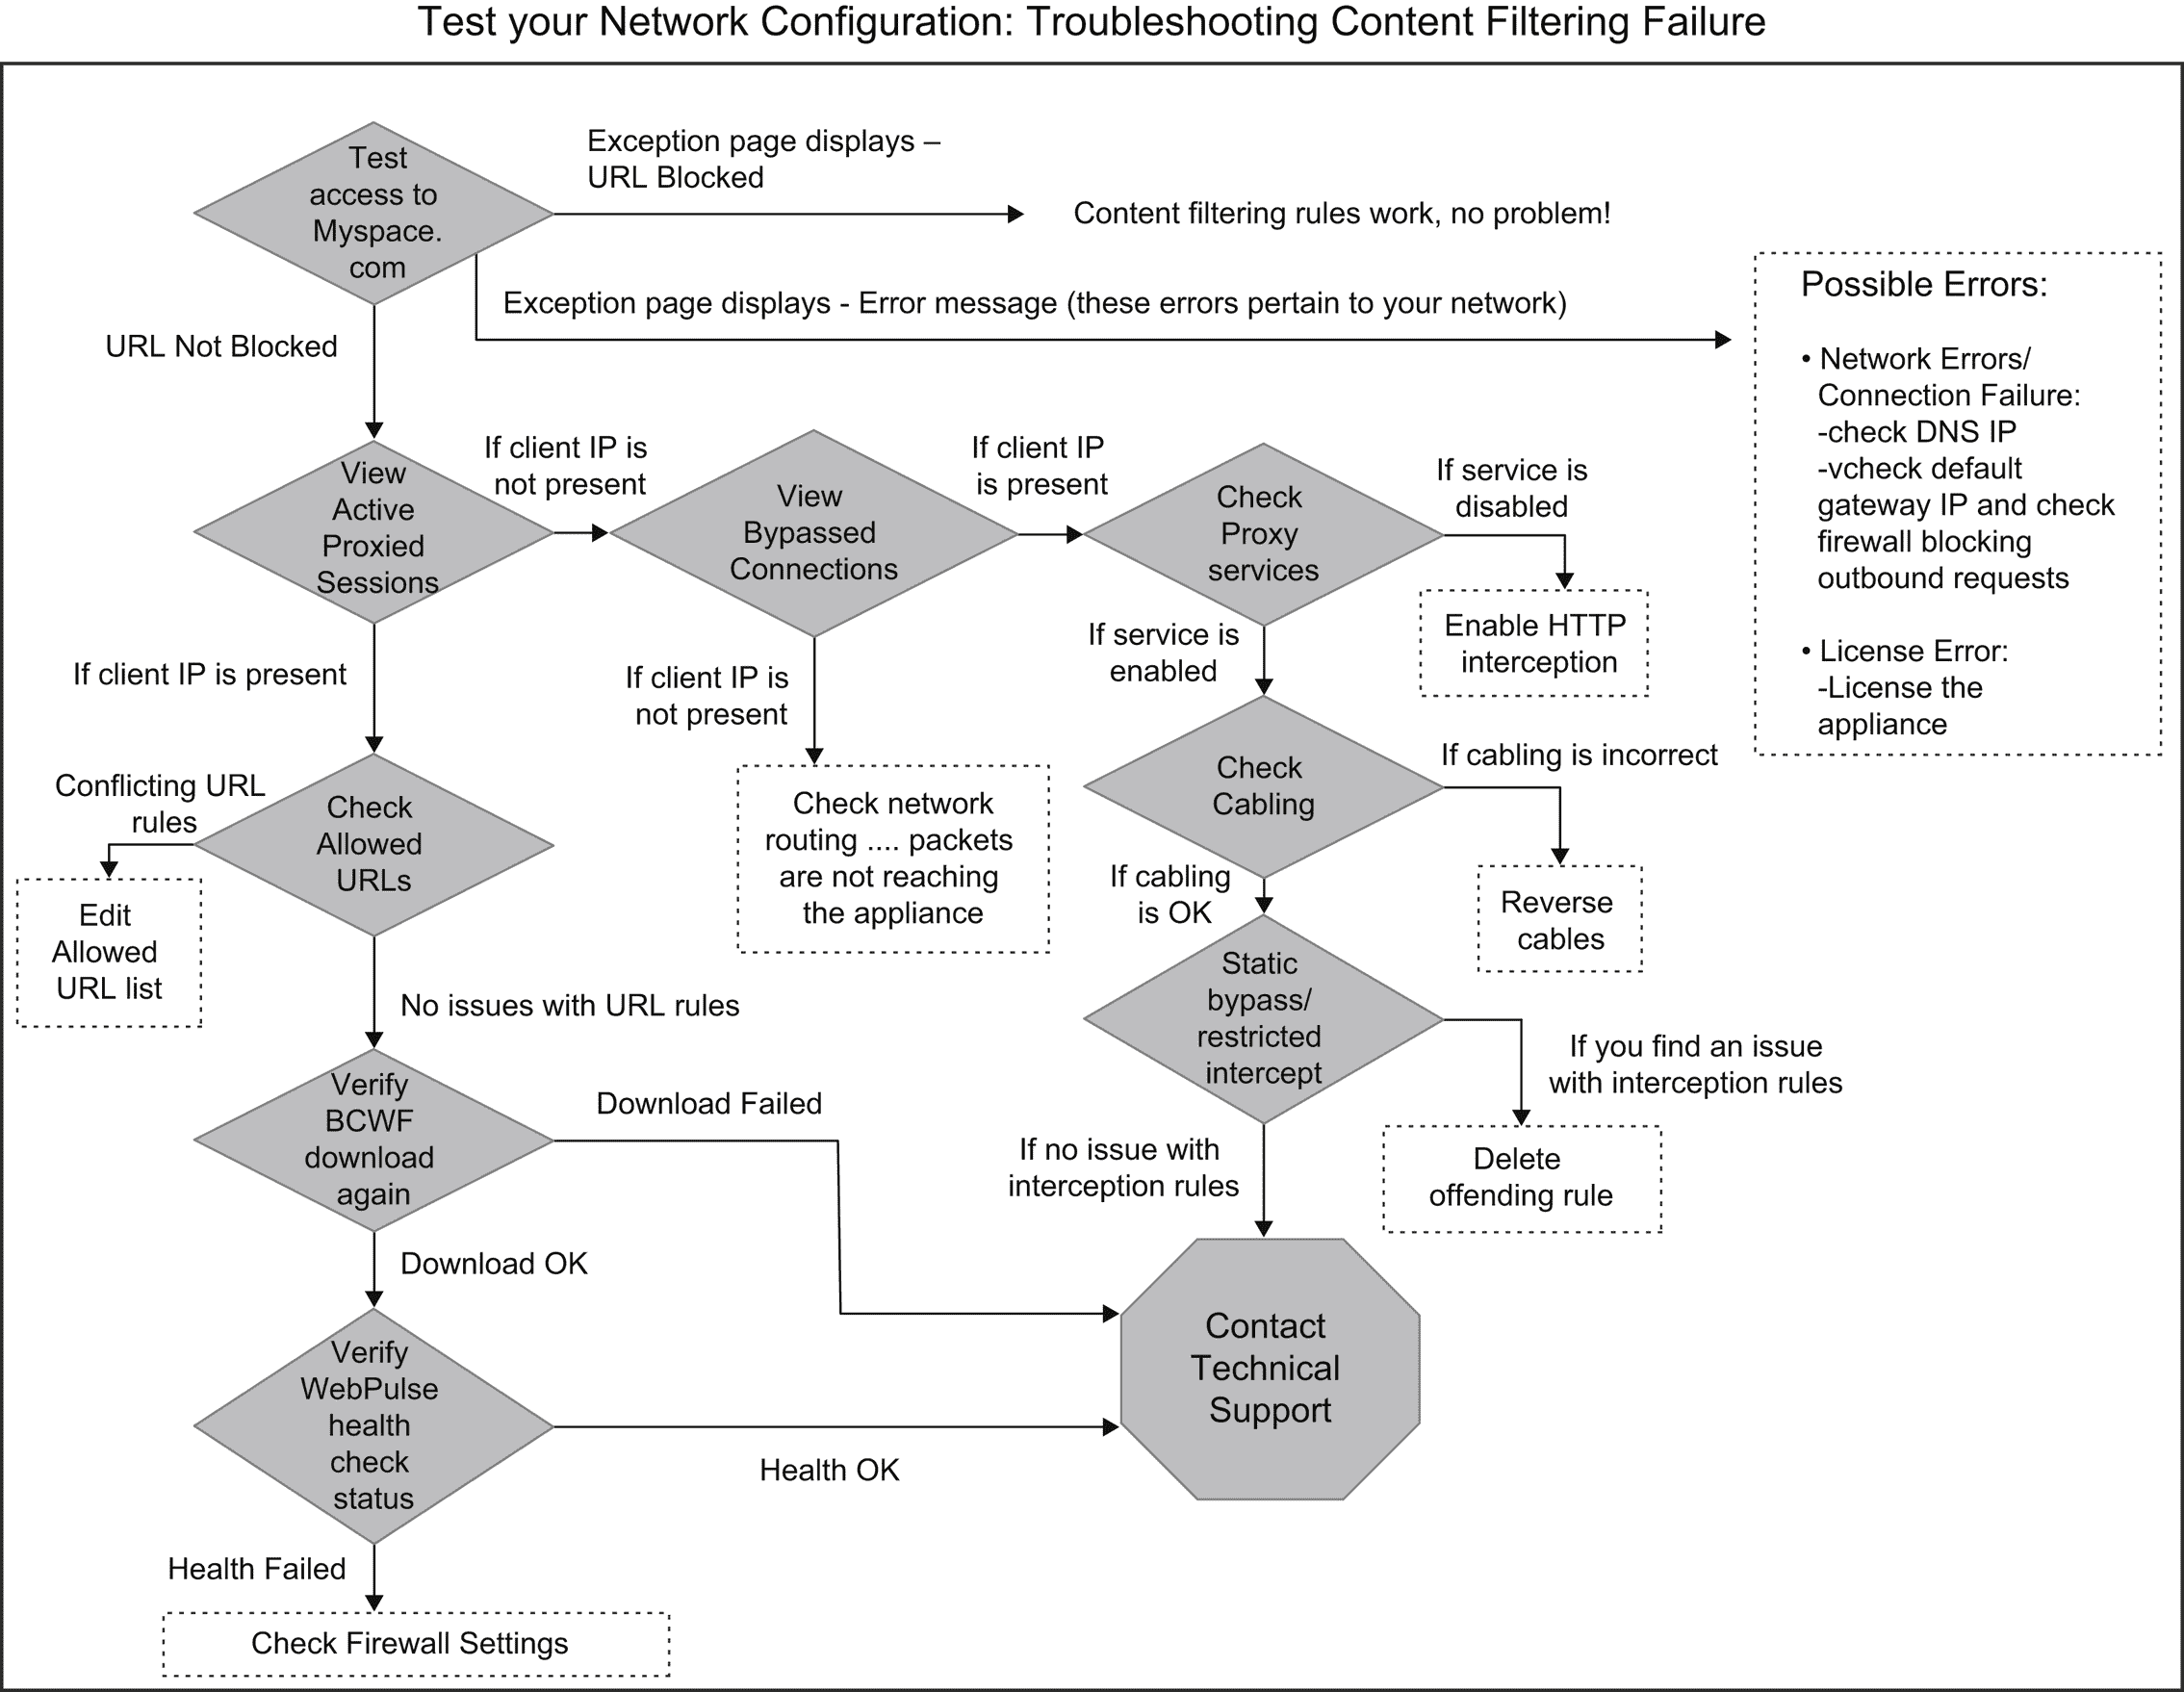 Test your Network Configuration: Troubleshooting Content Filtering Failure
Test
access to
Myspace.
com
Exception page displays –
URL Blocked
Content filtering rules work, no problem!
Exception page displays - Error message (these errors pertain to your network)
Possible Errors:
• Network Errors/
Connection Failure:
-check DNS IP
-vcheck default
gateway IP and check
firewall blocking
outbound requests
• License Error:
-License the
appliance
URL Not Blocked
View
Active
Proxied
Sessions
If client IP is
not present
View
Bypassed
Connections
If client IP
is present
Check
Proxy
services
If service is
disabled
Enable HTTP
interception
If client IP is present
If client IP is
not present
If service is
enabled
Check network
routing .... packets
are not reaching
the appliance
Check
Cabling
If cabling is incorrect
Reverse
cables
Conflicting URL
rules
Check
Allowed
URLs
Edit
Allowed
URL list
If cabling
is OK
Static
bypass/
restricted
intercept
If you find an issue
with interception rules
Delete
offending rule
No issues with URL rules
Verify
BCWF
download
again
Download Failed
If no issue with
interception rules
Download OK
Verify
WebPulse
health
check
status
Health OK
Contact
Technical
Support
Health Failed
Check Firewall Settings